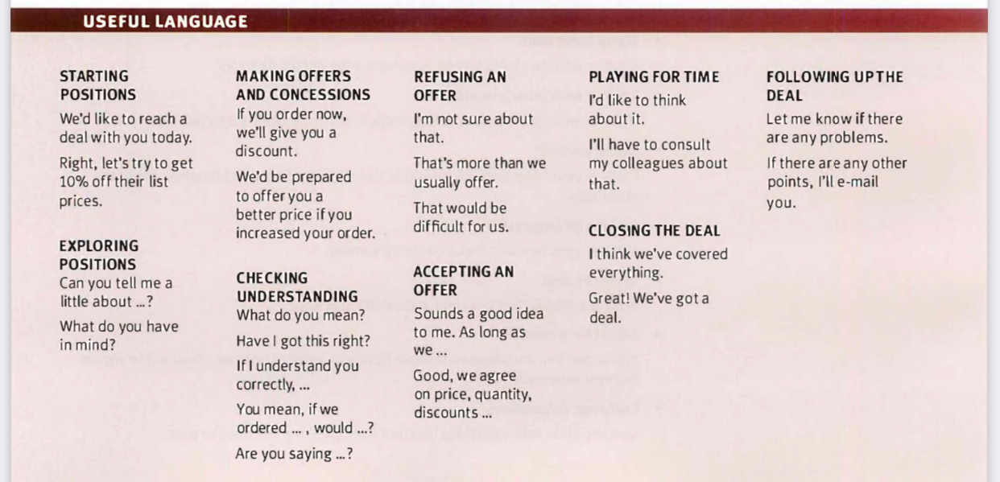 USEFUL LANGUAGE
STARTING
POSITIONS
We'd like to reach a
deal with you today.
Right, let's try to get
10% off their list
prices.
EXPLORING
POSITIONS
Can you tell me a
little about ...?
What do you have
in mind?
MAKING OFFERS
AND CONCESSIONS
If you order now,
we'll give you a
discount.
We'd be prepared
to offer you a
better price if you
increased your order.
CHECKING
UNDERSTANDING
What do you mean?
Have I got this right?
If I understand you
correctly, ...
You mean, if we
ordered ... , would ...?
Are you saying ...?
REFUSING AN
OFFER
I'm not sure about
that.
That's more than we
usually offer.
That would be
difficult for us.
ACCEPTING AN
OFFER
Sounds a good idea
to me. As long as
we ...
Good, we agree
on price, quantity,
discounts ...
PLAYING FOR TIME
I'd like to think
about it.
I'll have to consult
my colleagues about
that.
CLOSING THE DEAL
I think we've covered
everything.
Great! We've got a
deal.
FOLLOWING UP THE
DEAL
Let me know if there
are any problems.
If there are any other
points, I'll e-mail
you.